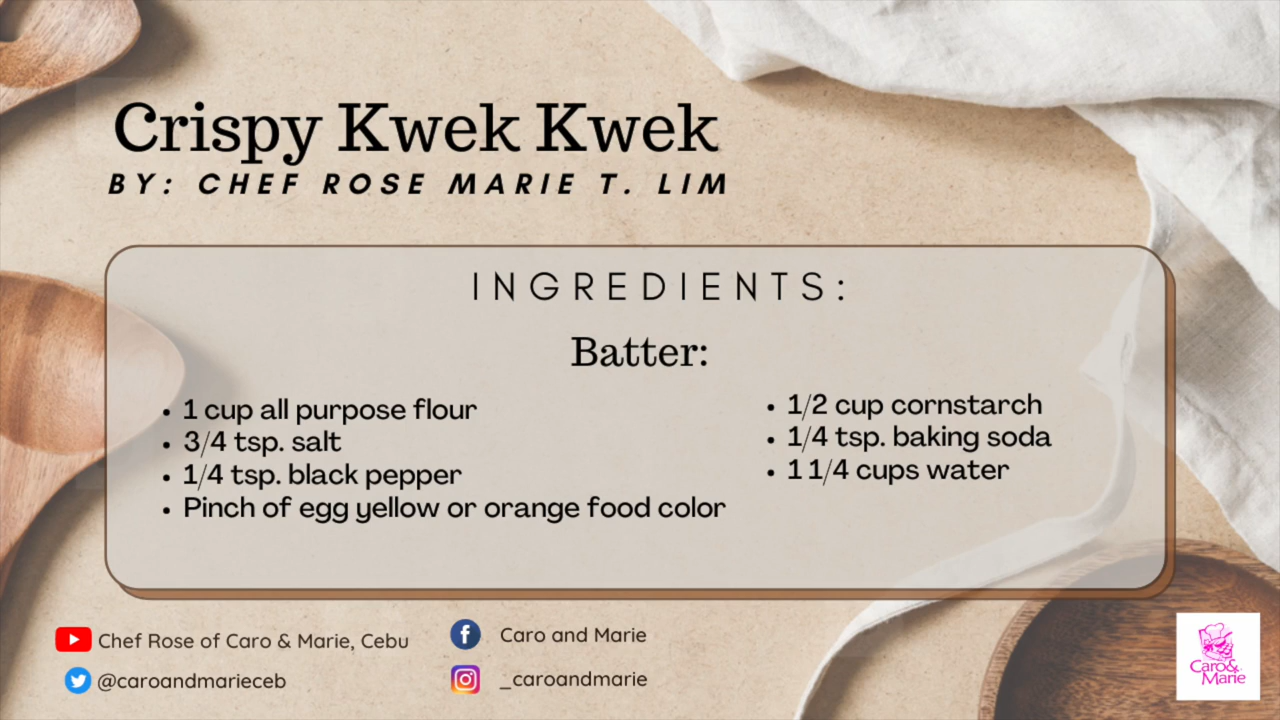 Crispy Kwek Kwek
BY: CHEF ROSE MARIE T. LIM
INGREDIENTS:
Batter:
• 1 cup all purpose flour
• 3/4 tsp. salt
• 1/4 tsp. black pepper
• Pinch of egg yellow or orange food color
• 1/2 cup cornstarch
• 1/4 tsp. baking soda
• 1 1/4 cups water
Chef Rose of Caro & Marie, Cebu
@caroandmarieceb
Caro and Marie
_caroandmarie
Caro&
Marie